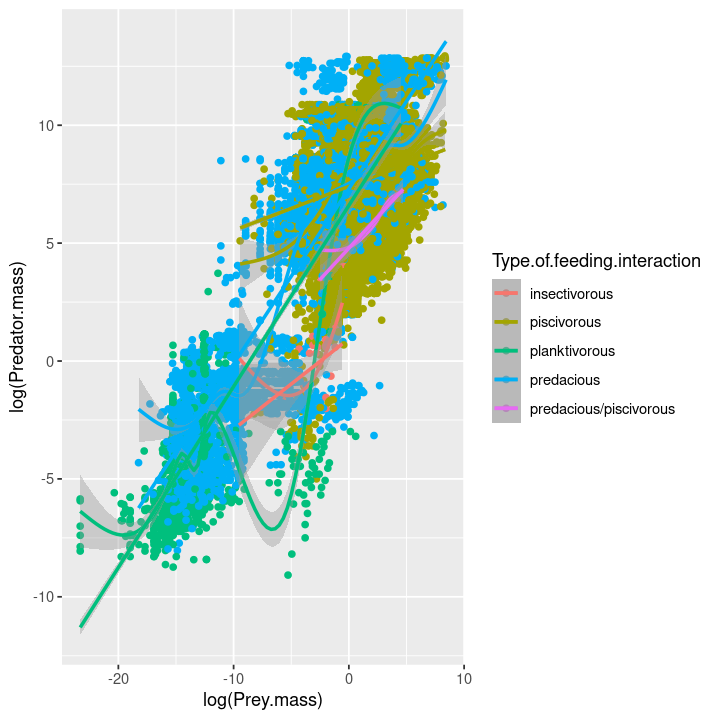 log(Predator.mass)
10
5
0
-5
-10
-20
-10
0
10
log(Prey.mass)
Type.of.feeding.interaction
insectivorous
piscivorous
planktivorous
predacious
predacious/piscivorous